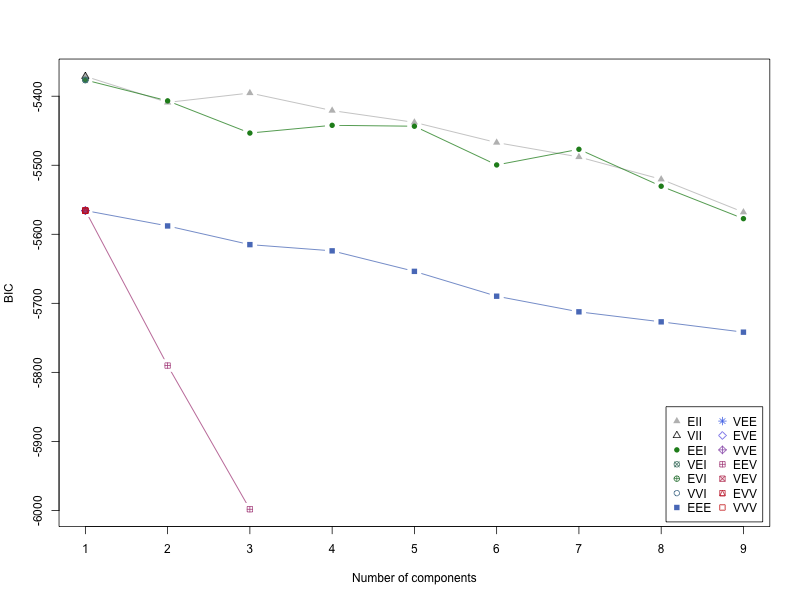 BIC
-5400
-5500
-5600
-5700
-5800
-5900
-6000
1 2 3 4 5 6 7 8 9
Number of components
EII VEE
VII EVE
EEI VVE
VEI EEV
EVI VEV
VVI EVV
EEE VVV